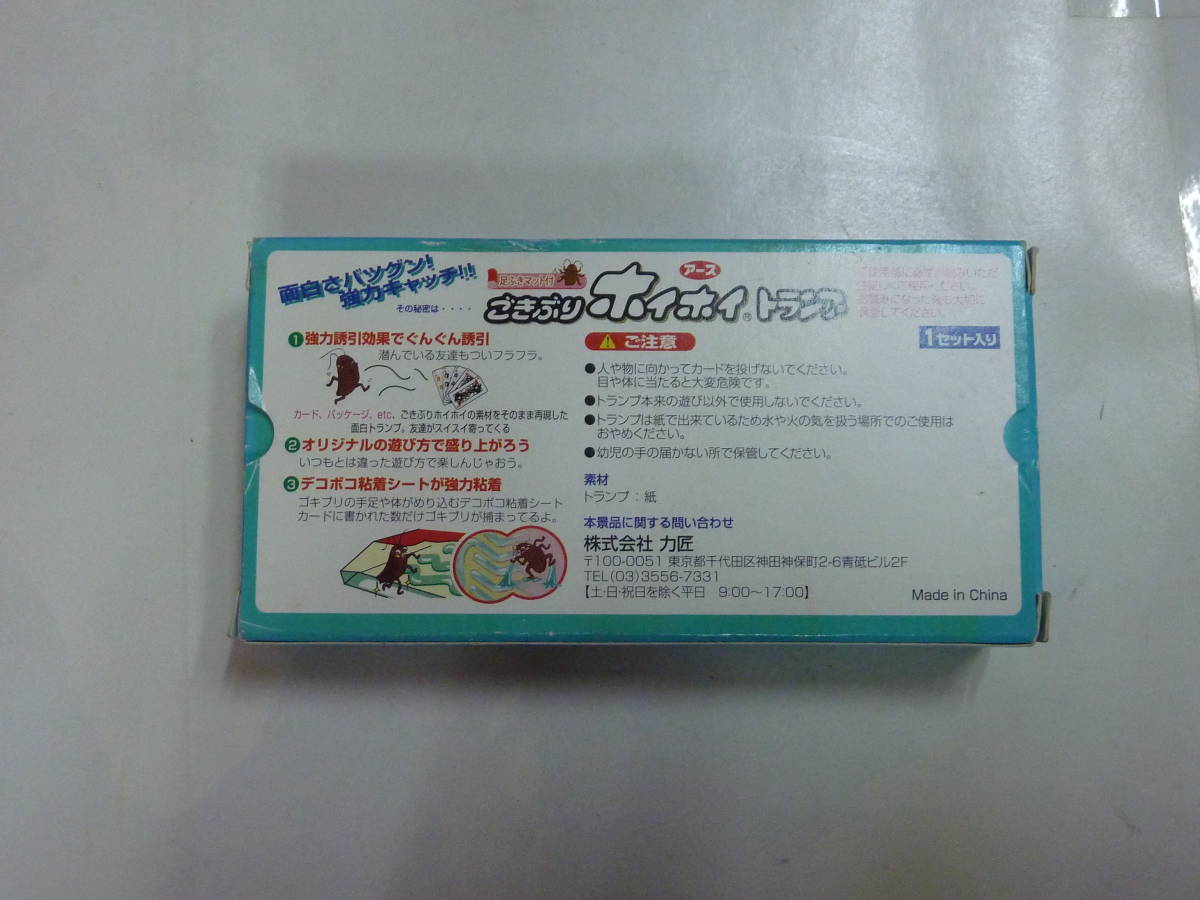 面白さバツグン!
強力キャッチ!!!
その秘密は・・・・
足ふきマット付
アース
ごきぶりホイホイ®トランプ
保管してください。
1セット入り
❶強力誘引効果でぐんぐん誘引
潜んでいる友達もついフラフラ。
カード、パッケージ、etc、ごきぶりホイホイの素材をそのまま再現した
面白トランプ。友達がスイスイ寄ってくる
❷オリジナルの遊び方で盛り上がろう
いつもとは違った遊び方で楽しんじゃおう。
❸デコボコ粘着シートが強力粘着
ゴキブリの手足や体がめり込むデコボコ粘着シート
カードに書かれた数だけゴキブリが捕まってるよ。
ご注意
●人や物に向かってカードを投げないでください。
目や体に当たると大変危険です。
●トランプ本来の遊び以外で使用しないでください。
●トランプは紙で出来ているため水や火の気を扱う場所でのご使用は
おやめください。
●幼児の手の届かない所で保管してください。
素材
トランプ：紙
本景品に関する問い合わせ
株式会社 力匠
〒100-0051 東京都千代田区神田神保町2-6青砥ビル2F
TEL(03)3556-7331
【土・日・祝日を除く平日 9:00〜17:00】
Made in China